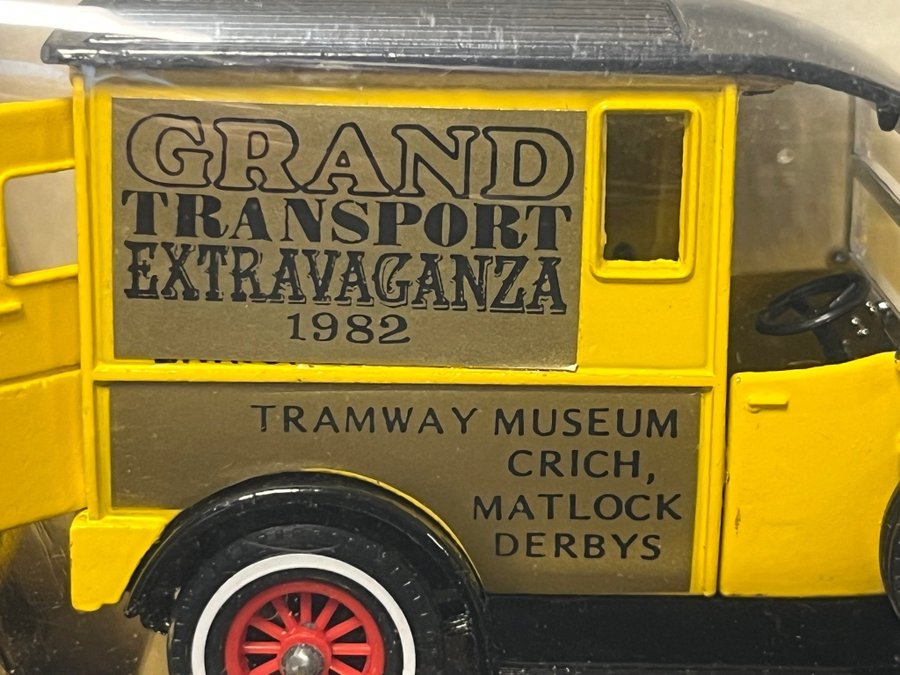 GRAND
TRANSPORT
EXTRAVAGANZA
1982
TRAMWAY MUSEUM
CRICH,
MATLOCK
DERBYS